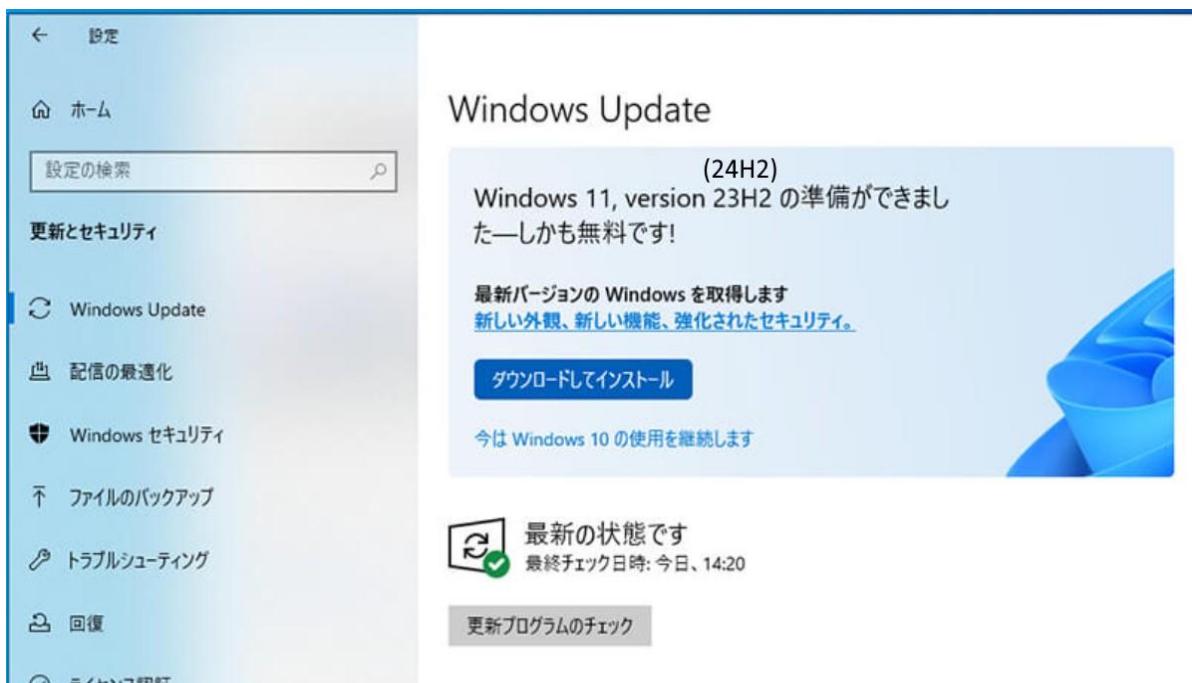 設定
ホーム
設定の検索
更新とセキュリティ
Windows Update
配信の最適化
Windows セキュリティ
ファイルのバックアップ
トラブルシューティング
回復
ライセンス認証
Windows Update
(24H2)
Windows 11, version 23H2 の準備ができまし
た—しかも無料です!
最新バージョンの Windows を取得します
新しい外観、新しい機能、強化されたセキュリティ。
ダウンロードしてインストール
今は Windows 10 の使用を継続します
最新の状態です
最終チェック日時: 今日、14:20
更新プログラムのチェック